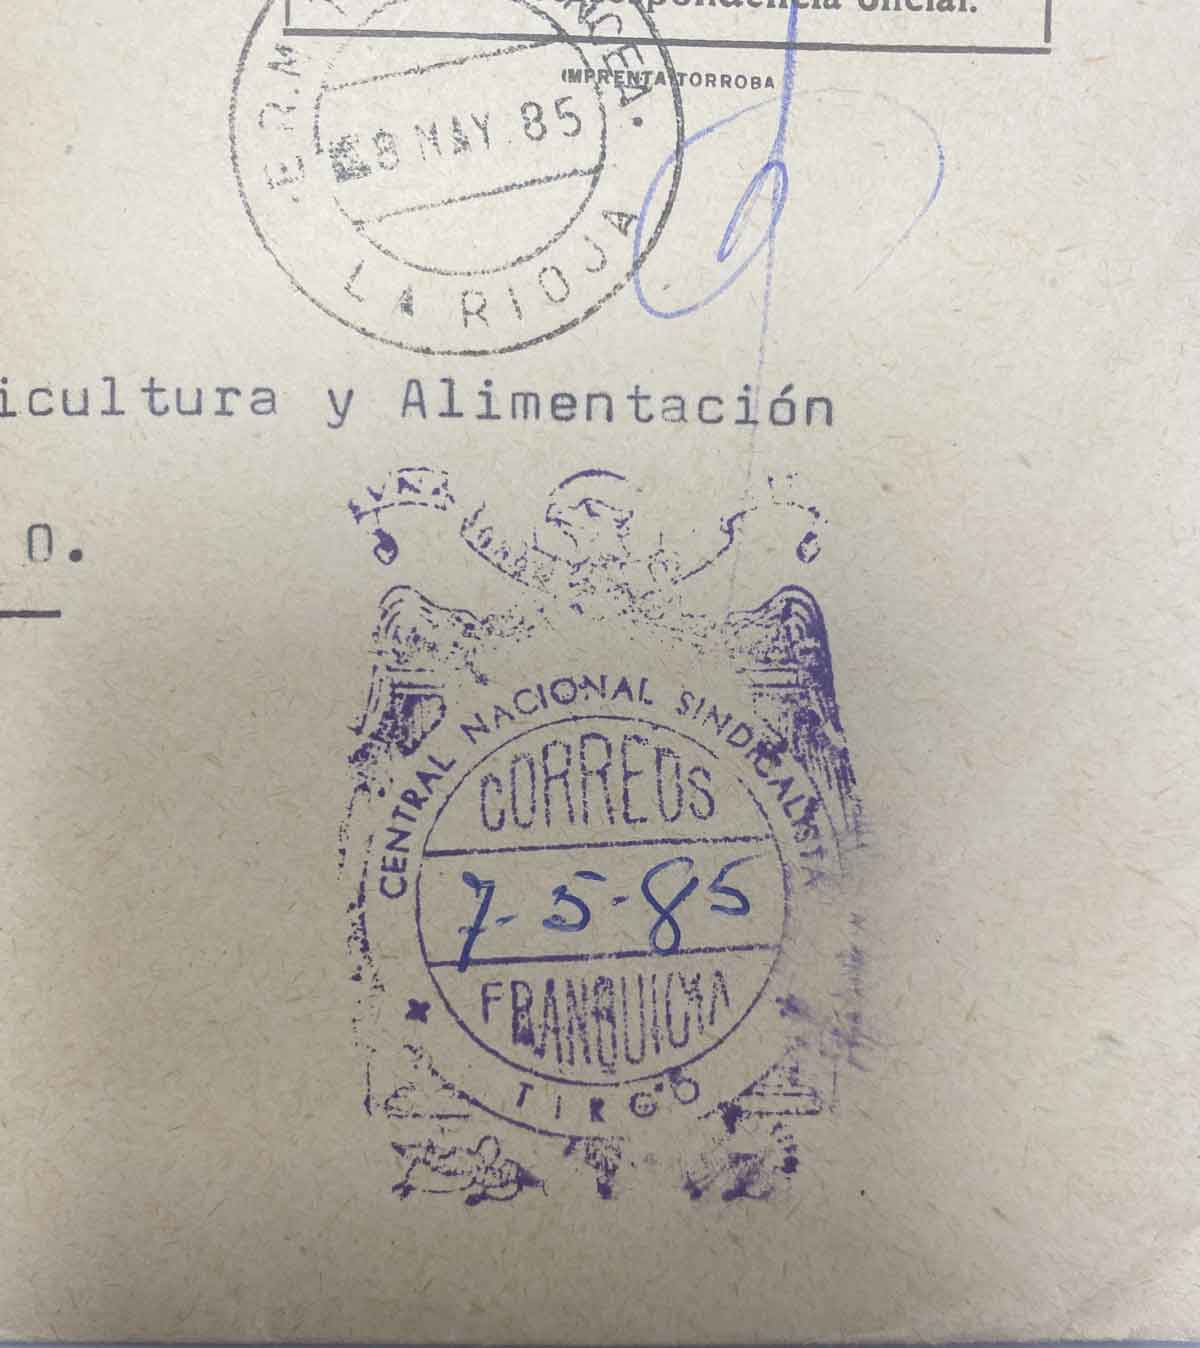 correspondencia oficial.
IMPRENTA TORROBA
8 MAY. 85
LA RIOJA
icultura y Alimentación
O.
CENTRAL NACIONAL SINDICALISTA
CORREOS
7-5-85
FRANQUICIA
TIRGO